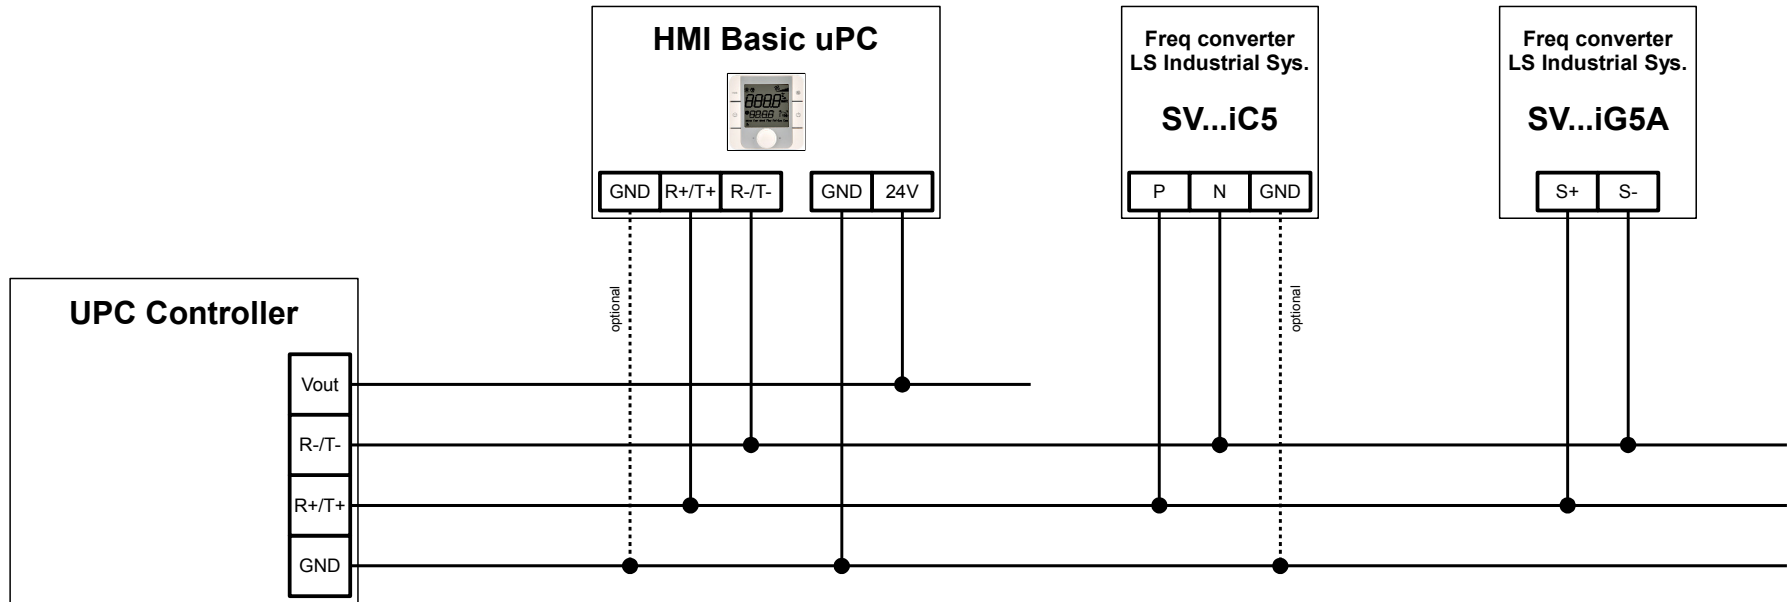 HMI Basic uPC
GND R+/T+ R-/T- GND 24V
optional
Freq converter
LS Industrial Sys.
SV...iC5
P N GND
optional
Freq converter
LS Industrial Sys.
SV...iG5A
S+ S-
UPC Controller
Vout
R-/T-
R+/T+
GND